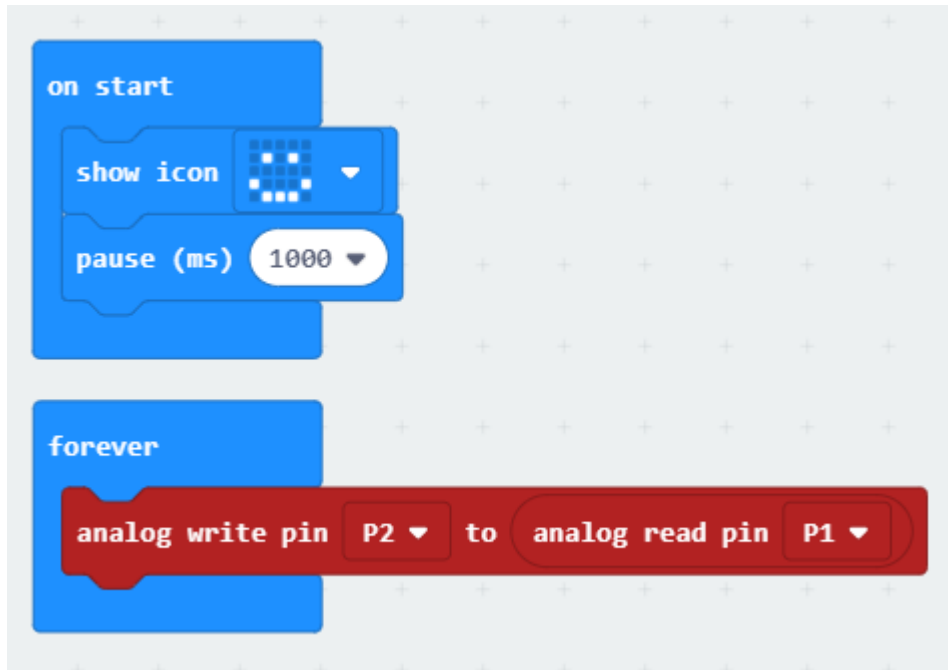 on start
show icon
pause (ms) 1000
forever
analog write pin P2 to analog read pin P1